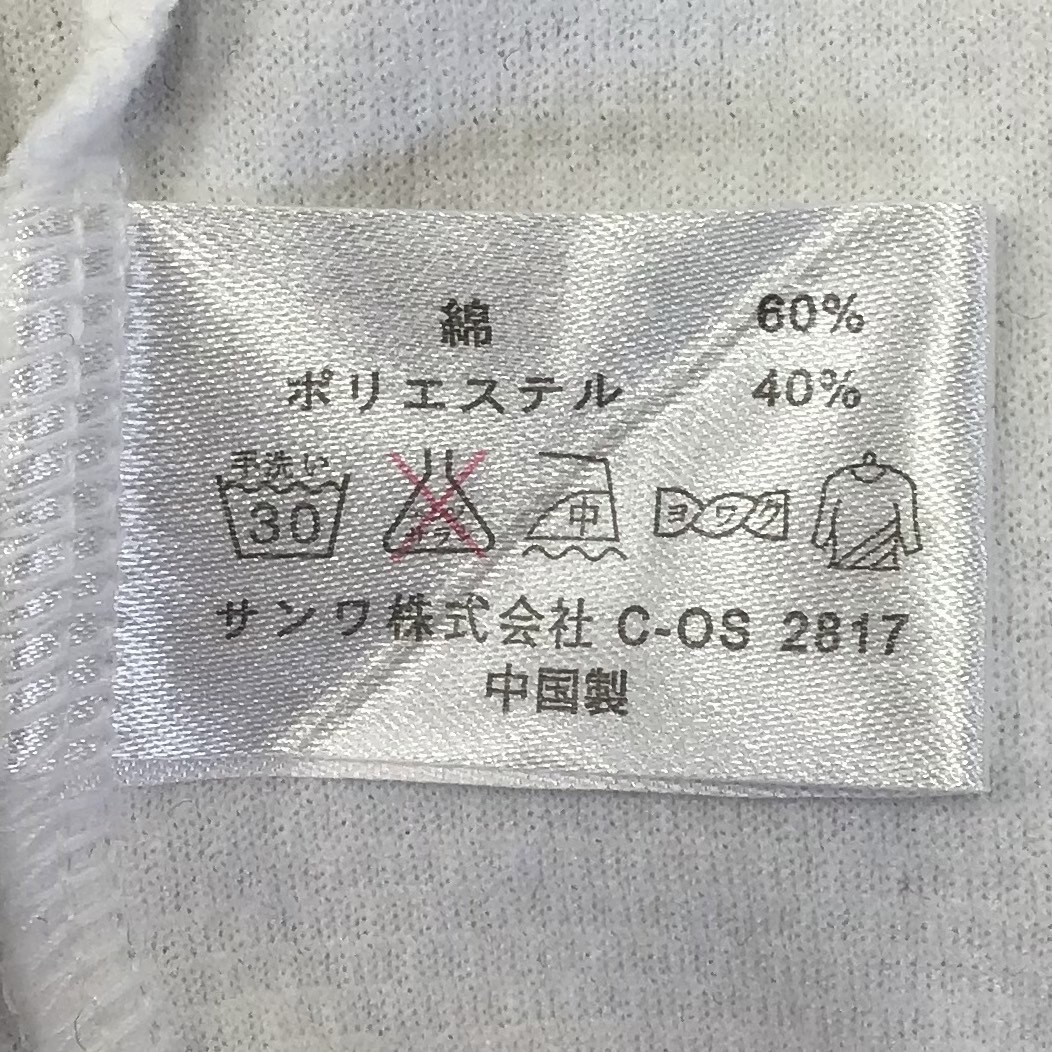 綿 60%
ポリエステル 40%
手洗い 30 中 ヨワク
サンワ株式会社 C-OS 2817
中国製